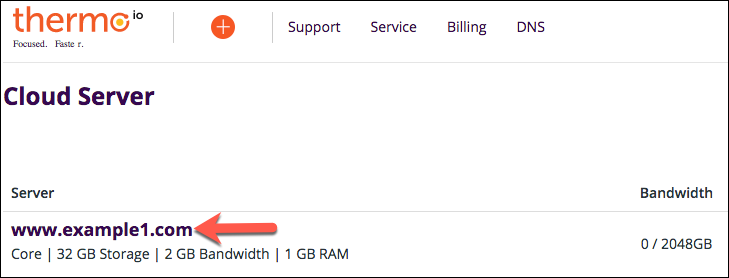 thermo io
Focused. Faste r.
Support Service Billing DNS
Cloud Server
Server Bandwidth
www.example1.com
Core | 32 GB Storage | 2 GB Bandwidth | 1 GB RAM
0 / 2048GB